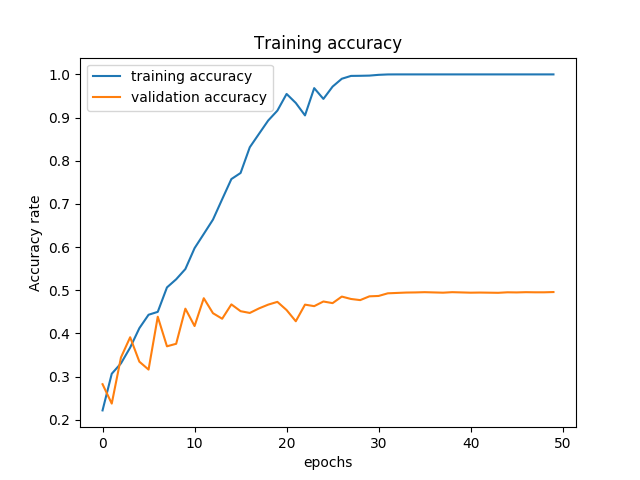 Training accuracy
training accuracy
validation accuracy
1.0
0.9
0.8
0.7
0.6
0.5
0.4
0.3
0.2
Accuracy rate
0 10 20 30 40 50
epochs